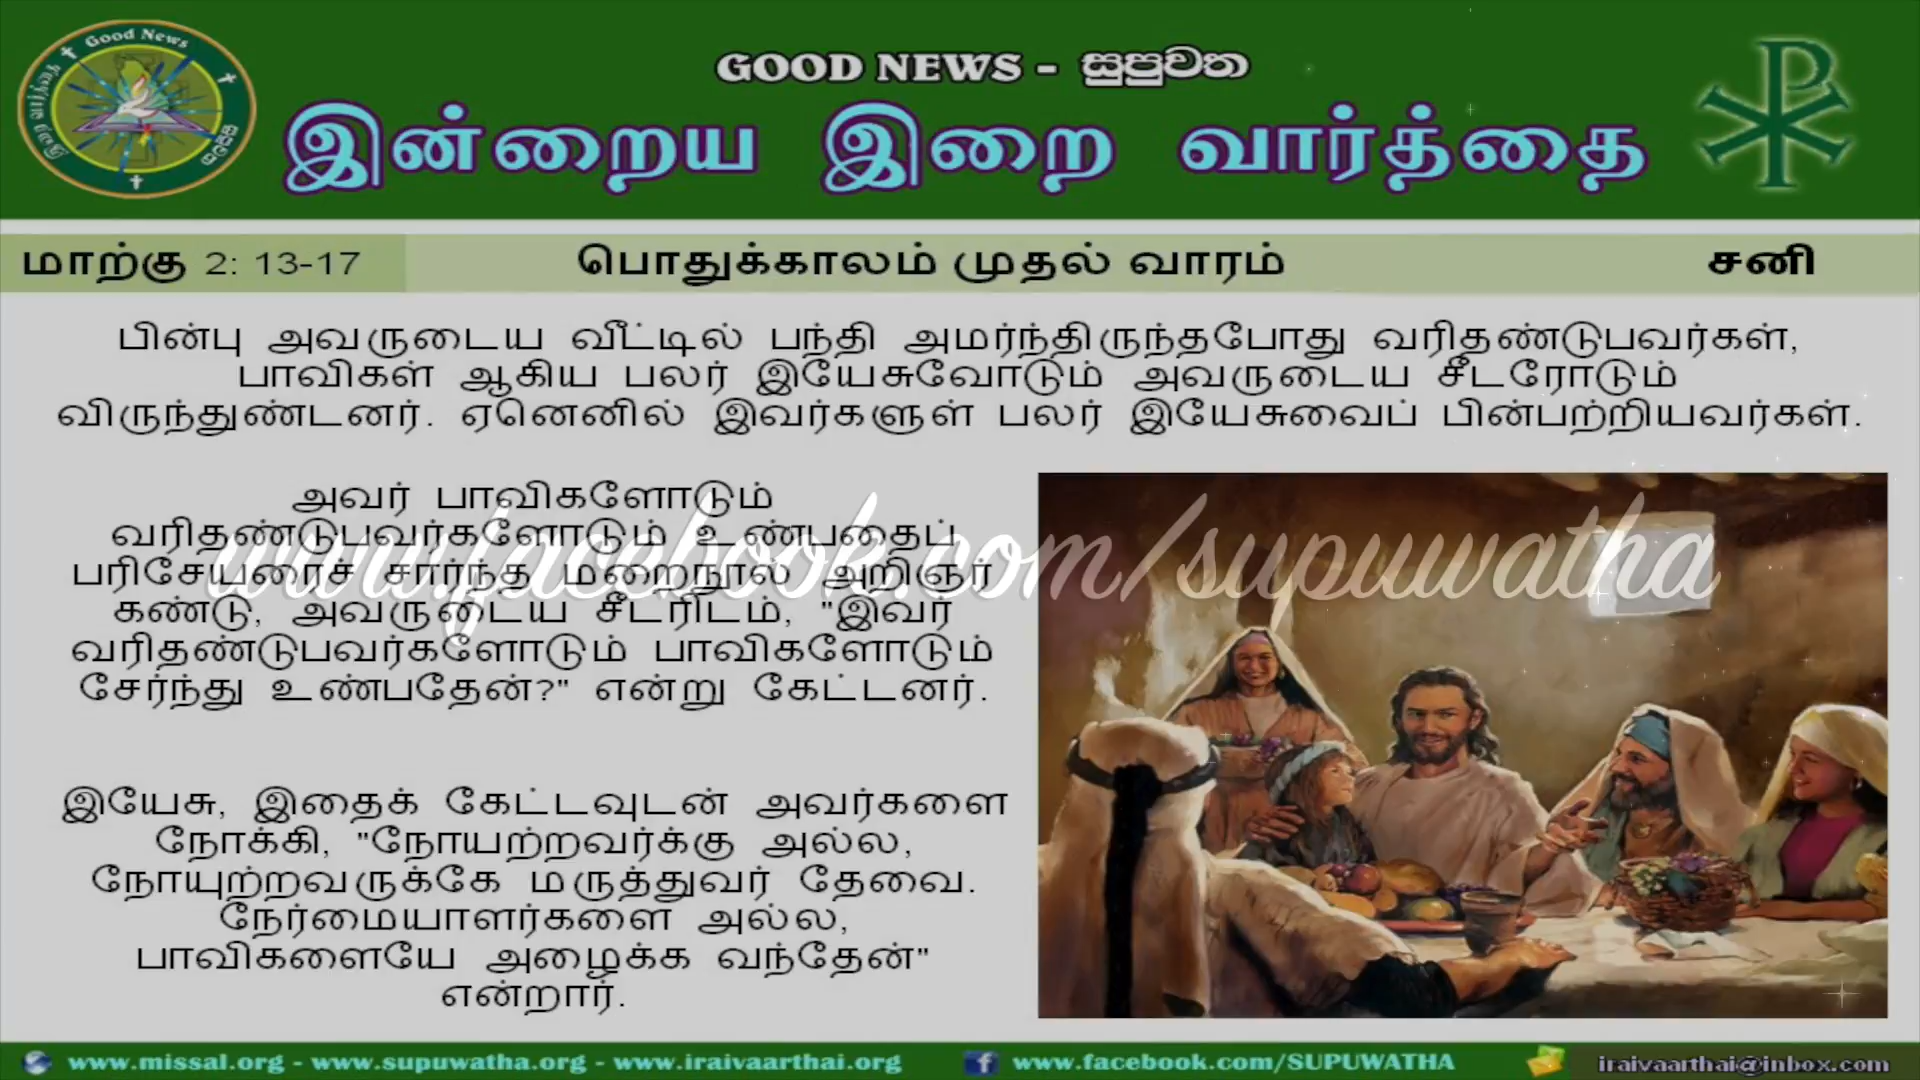 Good News
GOOD NEWS - සුපුවත
இன்றைய இறை வார்த்தை
மாற்கு 2: 13-17
பொதுக்காலம் முதல் வாரம்
சனி
பின்பு அவருடைய வீட்டில் பந்தி அமர்ந்திருந்தபோது வரிதண்டுபவர்கள்,
பாவிகள் ஆகிய பலர் இயேசுவோடும் அவருடைய சீடரோடும்
விருந்துண்டனர். ஏனெனில் இவர்களுள் பலர் இயேசுவைப் பின்பற்றியவர்கள்.
அவர் பாவிகளோடும்
வரிதண்டுபவர்களோடும் உண்பதைப்
பரிசேயரைச் சார்ந்த மறைநூல் அறிஞர்
கண்டு, அவருடைய சீடரிடம், "இவர்
வரிதண்டுபவர்களோடும் பாவிகளோடும்
சேர்ந்து உண்பதேன்?" என்று கேட்டனர்.
www.facebook.com/supuwatha
இயேசு, இதைக் கேட்டவுடன் அவர்களை
நோக்கி, "நோயற்றவர்க்கு அல்ல,
நோயுற்றவருக்கே மருத்துவர் தேவை.
நேர்மையாளர்களை அல்ல,
பாவிகளையே அழைக்க வந்தேன்"
என்றார்.
www.missal.org - www.supuwatha.org - www.iraivaarthai.org
www.facebook.com/SUPUWATHA
iraivaarthai@inbox.com